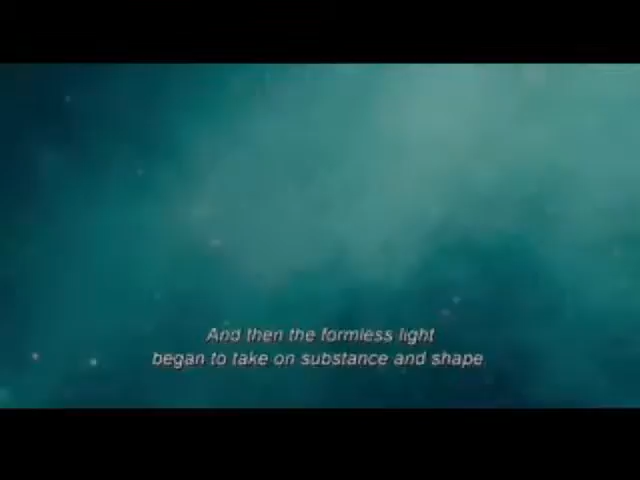 And then the formless light
began to take on substance and shape